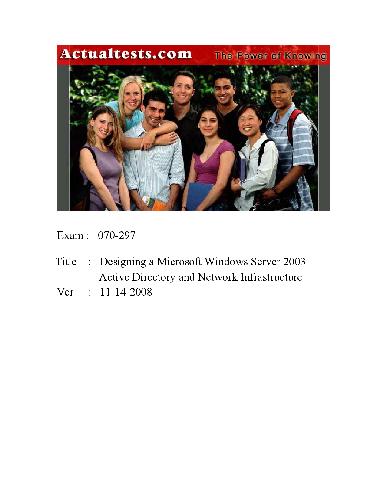 Actualtests.com The Power of Knowing
Exam : 070-297
Title : Designing a Microsoft Windows Server 2003
Active Directory and Network Infrastructure
Ver : 11-14-2008